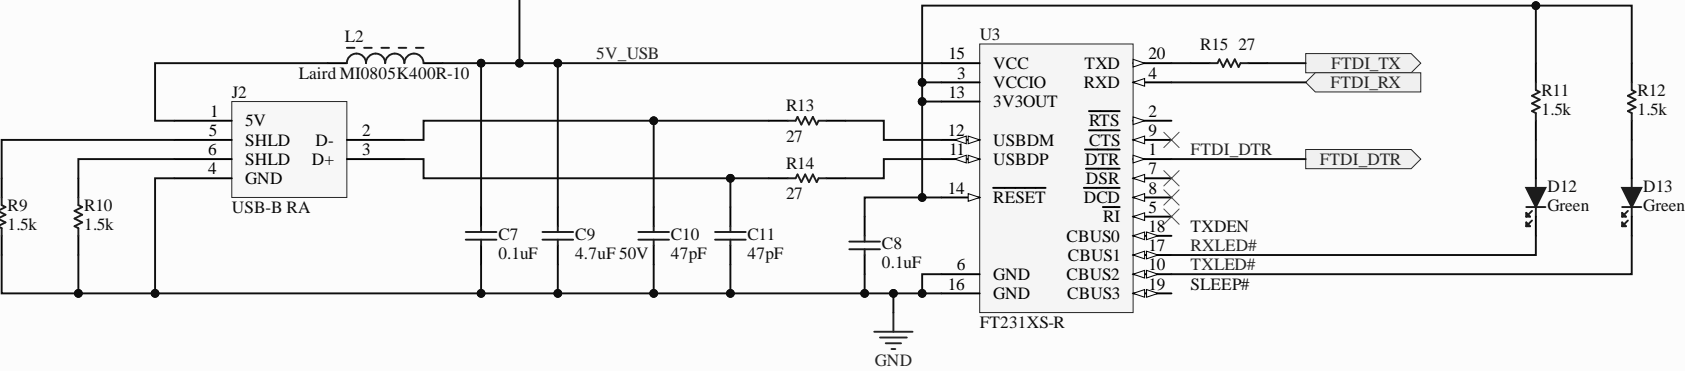 L2
Laird MI0805K400R-10
5V_USB
J2
1
5V
5
SHLD
D-
2
6
SHLD
D+
3
4
GND
USB-B RA
R9
1.5k
R10
1.5k
C7
0.1uF
C9
4.7uF 50V
C10
47pF
C11
47pF
R13
27
R14
27
C8
0.1uF
GND
U3
15
VCC
TXD
20
3
VCCIO
RXD
4
13
3V3OUT
RTS
2
12
USBDM
CTS
9
11
USBDP
DTR
1
DSR
7
14
RESET
DCD
8
RI
5
CBUS0
18
TXDEN
CBUS1
17
RXLED#
6
GND
CBUS2
10
TXLED#
16
GND
CBUS3
19
SLEEP#
FT231XS-R
R15 27
FTDI_TX
FTDI_RX
FTDI_DTR
FTDI_DTR
R11
1.5k
R12
1.5k
D12
Green
D13
Green